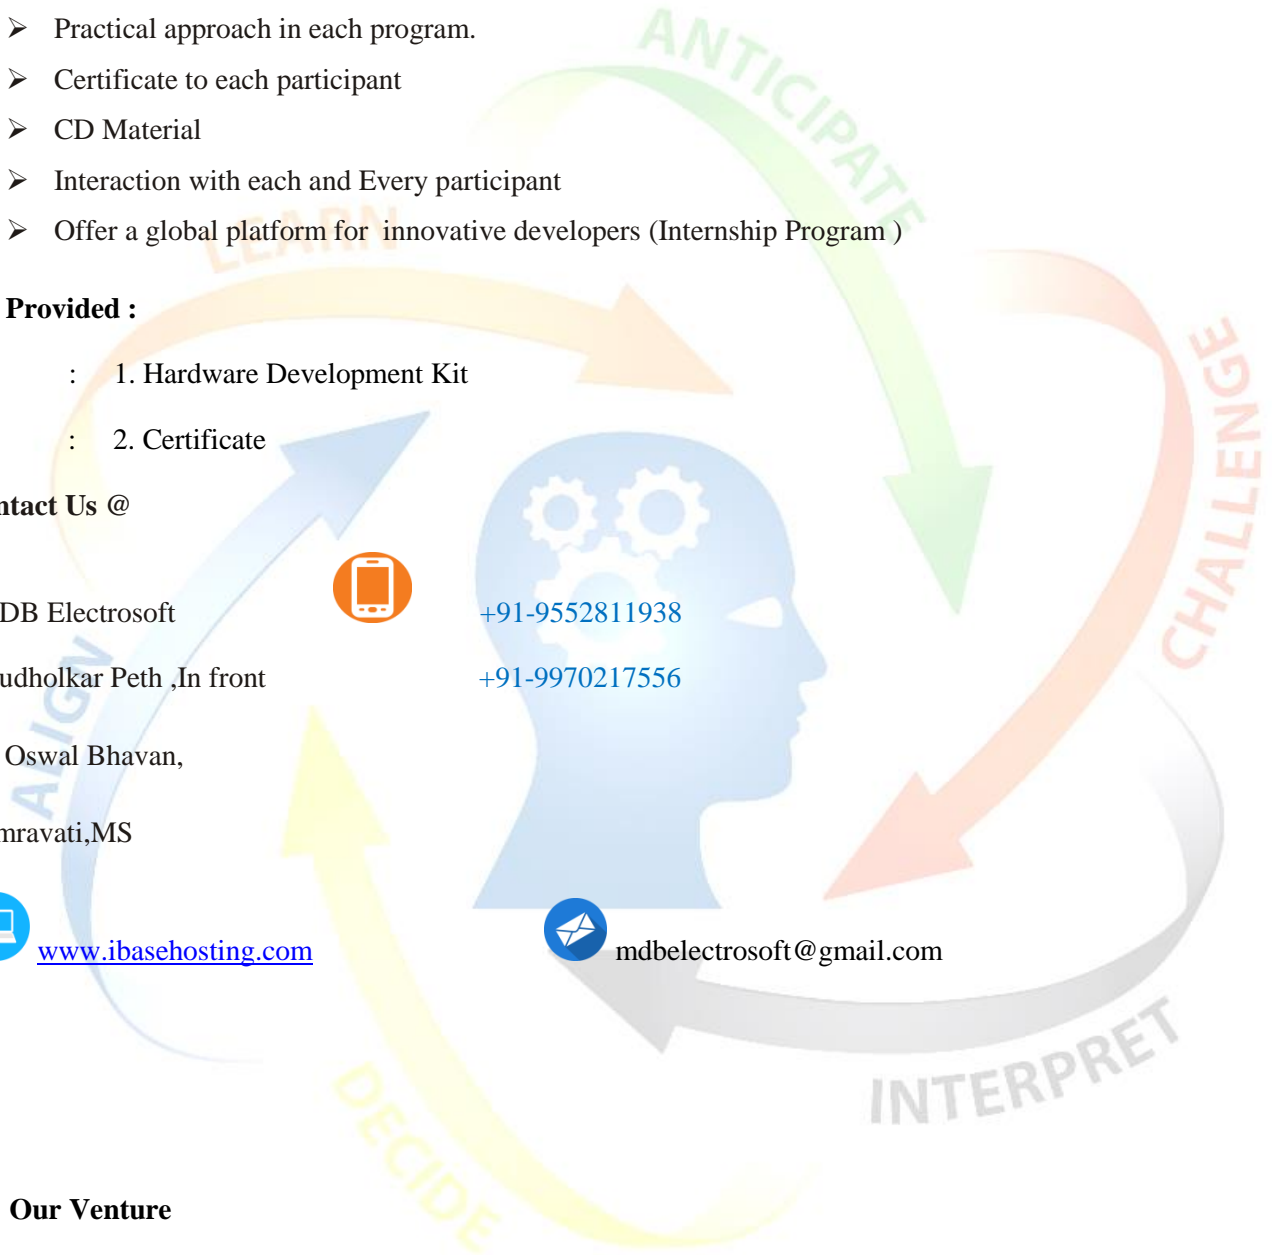 ➢ Practical approach in each program.
➢ Certificate to each participant
➢ CD Material
➢ Interaction with each and Every participant
➢ Offer a global platform for innovative developers (Internship Program )
Provided :
: 1. Hardware Development Kit
: 2. Certificate
ntact Us @
DB Electrosoft +91-9552811938
udholkar Peth ,In front +91-9970217556
Oswal Bhavan,
mravati,MS
www.ibasehosting.com mdbelectrosoft@gmail.com
Our Venture
ANTICIPATE
LEARN
CHALLENGE
ALIGN
INTERPRET
DECIDE